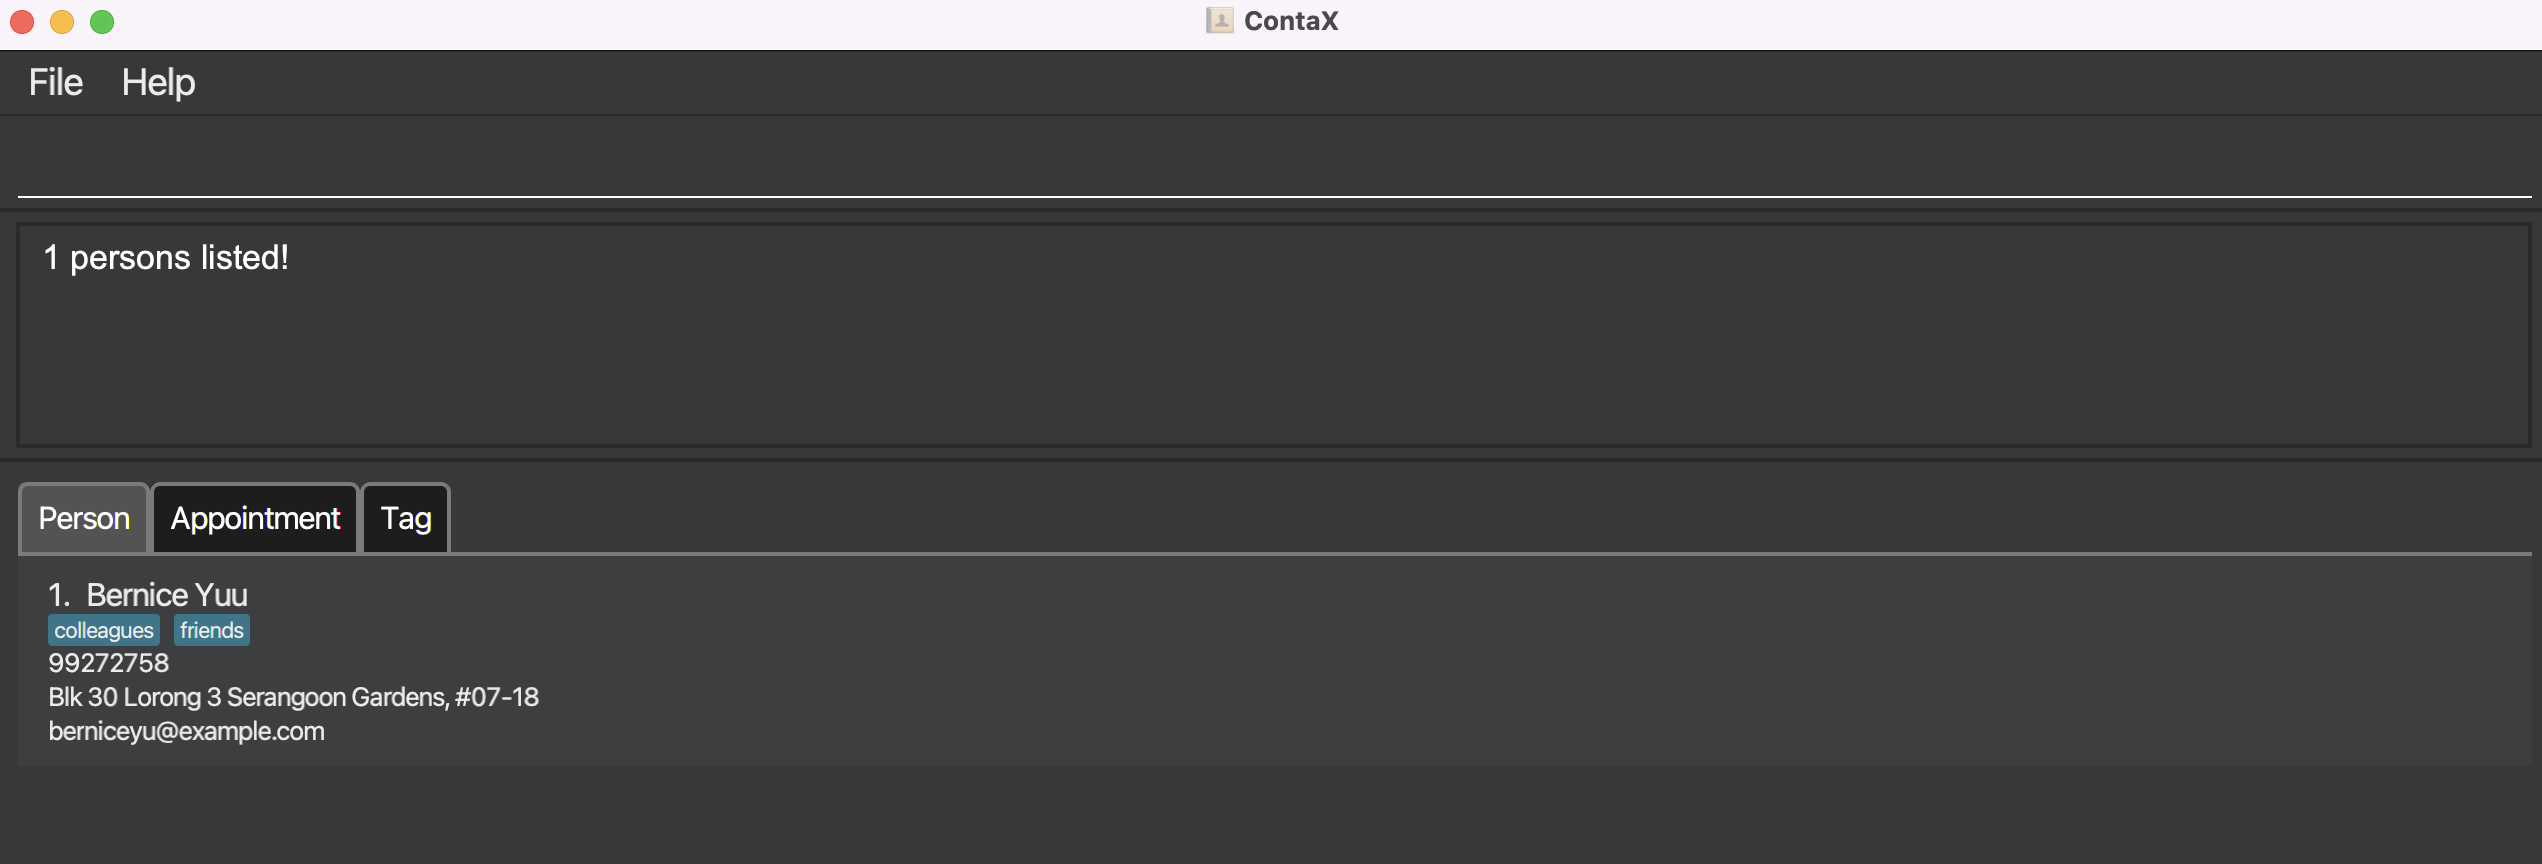 ContaX
File Help
1 persons listed!
Person Appointment Tag
1. Bernice Yuu
colleagues friends
99272758
Blk 30 Lorong 3 Serangoon Gardens, #07-18
berniceyu@example.com